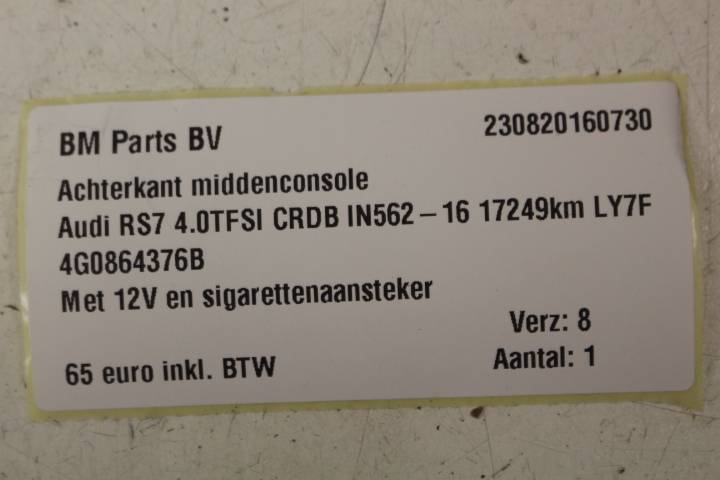 BM Parts BV 230820160730
Achterkant middenconsole
Audi RS7 4.0TFSI CRDB IN562 – 16 17249km LY7F
4G0864376B
Met 12V en sigarettenaansteker
Verz: 8
65 euro inkl. BTW Aantal: 1